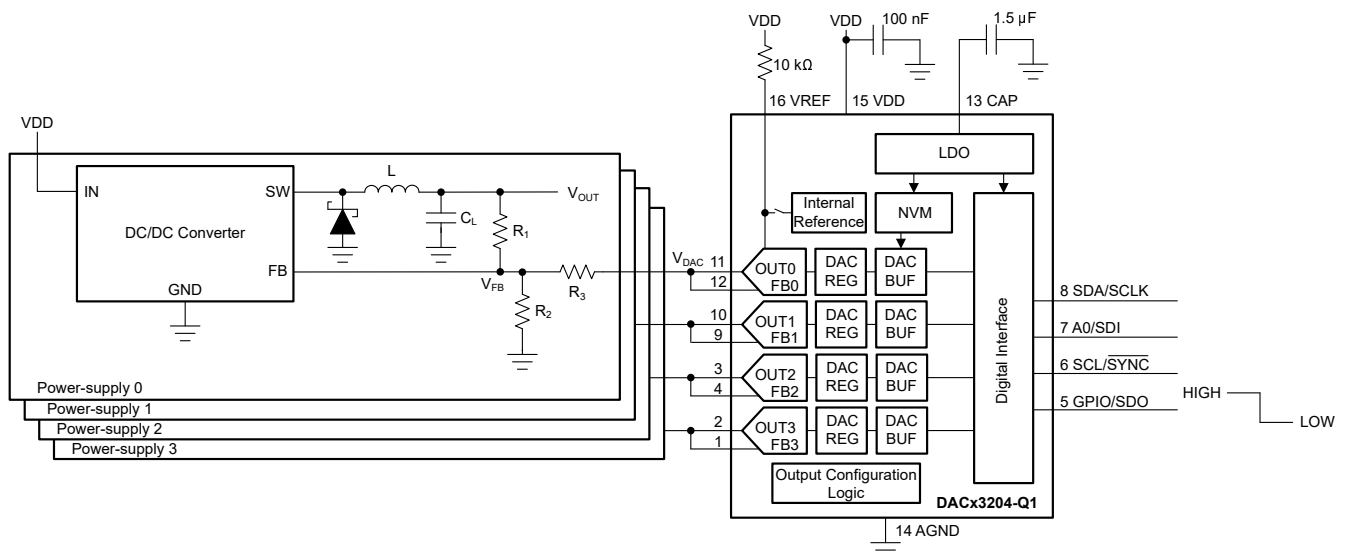 VDD
VDD
100 nF
1.5 µF
10 kΩ
16 VREF
15 VDD
13 CAP
VDD
LDO
L
IN
SW
VOUT
DC/DC Converter
CL
R1
Internal
Reference
NVM
FB
VFB
R3
R2
GND
VDAC
11
12
OUT0
FB0
DAC
REG
DAC
BUF
10
9
OUT1
FB1
DAC
REG
DAC
BUF
3
4
OUT2
FB2
DAC
REG
DAC
BUF
2
1
OUT3
FB3
DAC
REG
DAC
BUF
Digital Interface
8 SDA/SCLK
7 A0/SDI
6 SCL/SYNC
5 GPIO/SDO
HIGH
LOW
Power-supply 0
Power-supply 1
Power-supply 2
Power-supply 3
Output Configuration
Logic
DACx3204-Q1
14 AGND